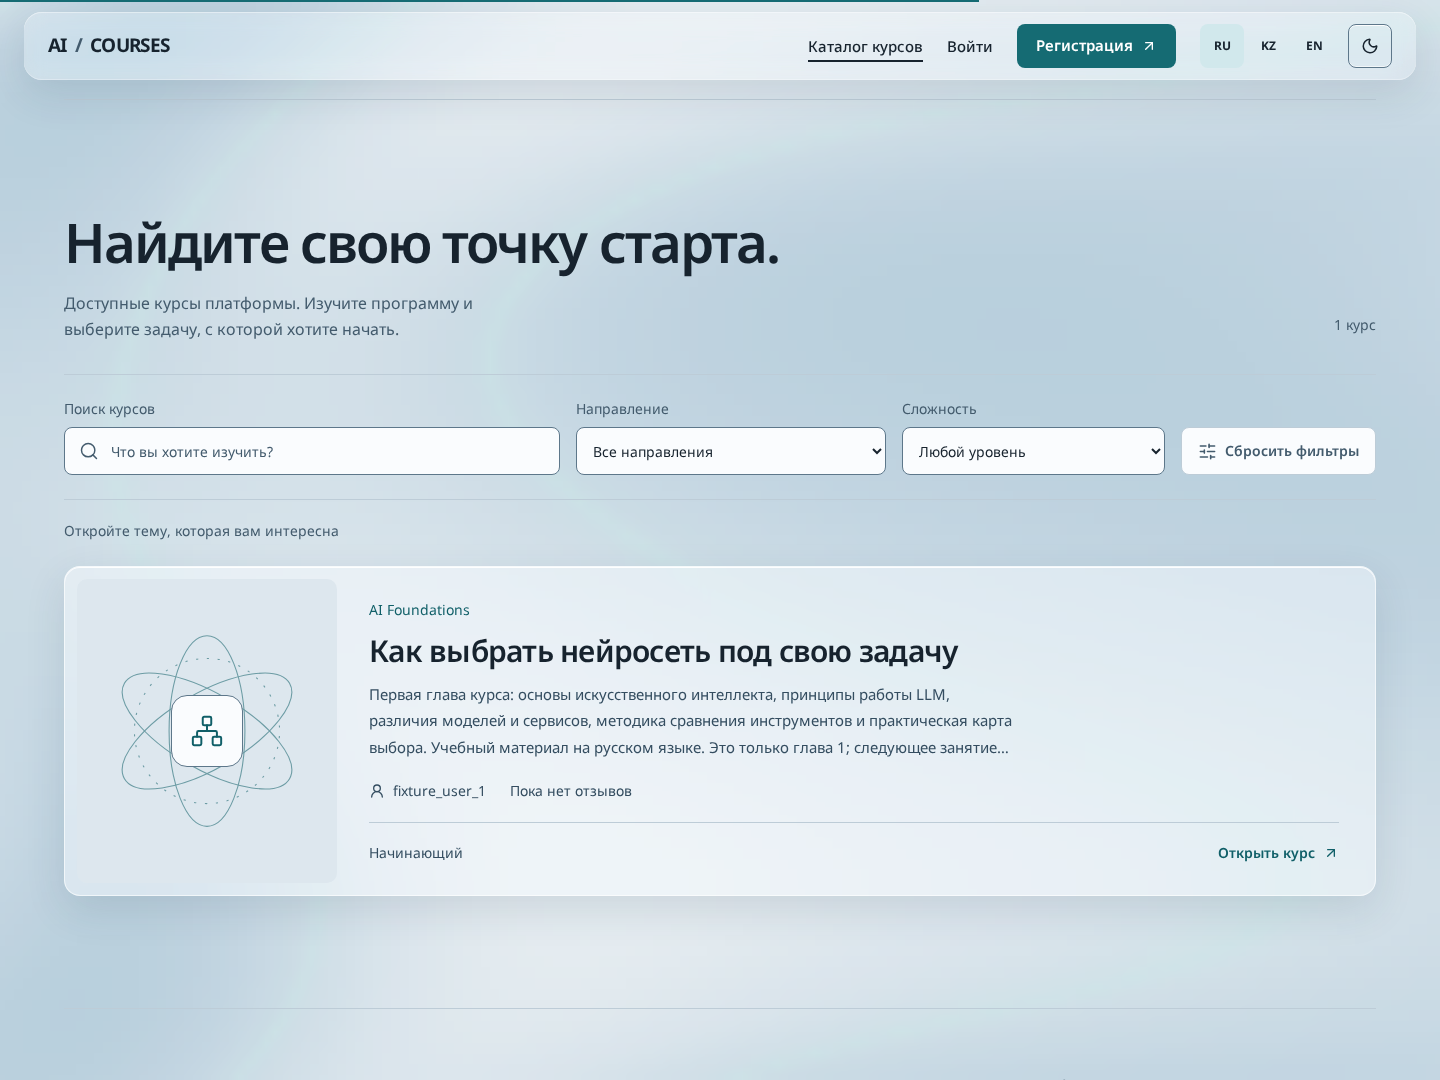 AI / COURSES
Каталог курсов
Войти
Регистрация
RU
KZ
EN
Найдите свою точку старта.
Доступные курсы платформы. Изучите программу и
выберите задачу, с которой хотите начать.
1 курс
Поиск курсов
Направление
Сложность
Что вы хотите изучить?
Все направления
Любой уровень
Сбросить фильтры
Откройте тему, которая вам интересна
AI Foundations
Как выбрать нейросеть под свою задачу
Первая глава курса: основы искусственного интеллекта, принципы работы LLM,
различия моделей и сервисов, методика сравнения инструментов и практическая карта
выбора. Учебный материал на русском языке. Это только глава 1; следующее занятие…
fixture_user_1
Пока нет отзывов
Начинающий
Открыть курс